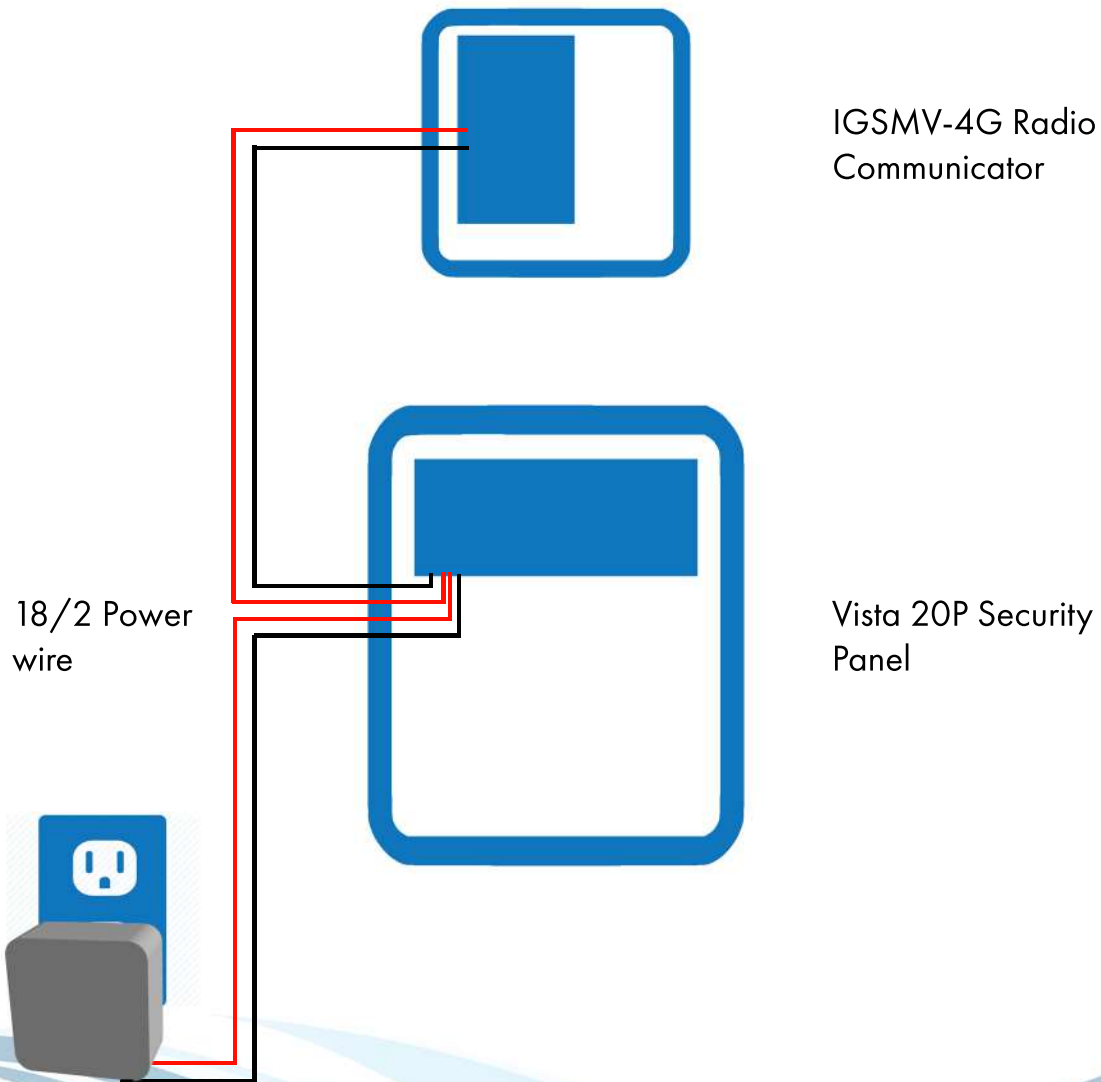 IGSMV-4G Radio
Communicator
18/2 Power
wire
Vista 20P Security
Panel